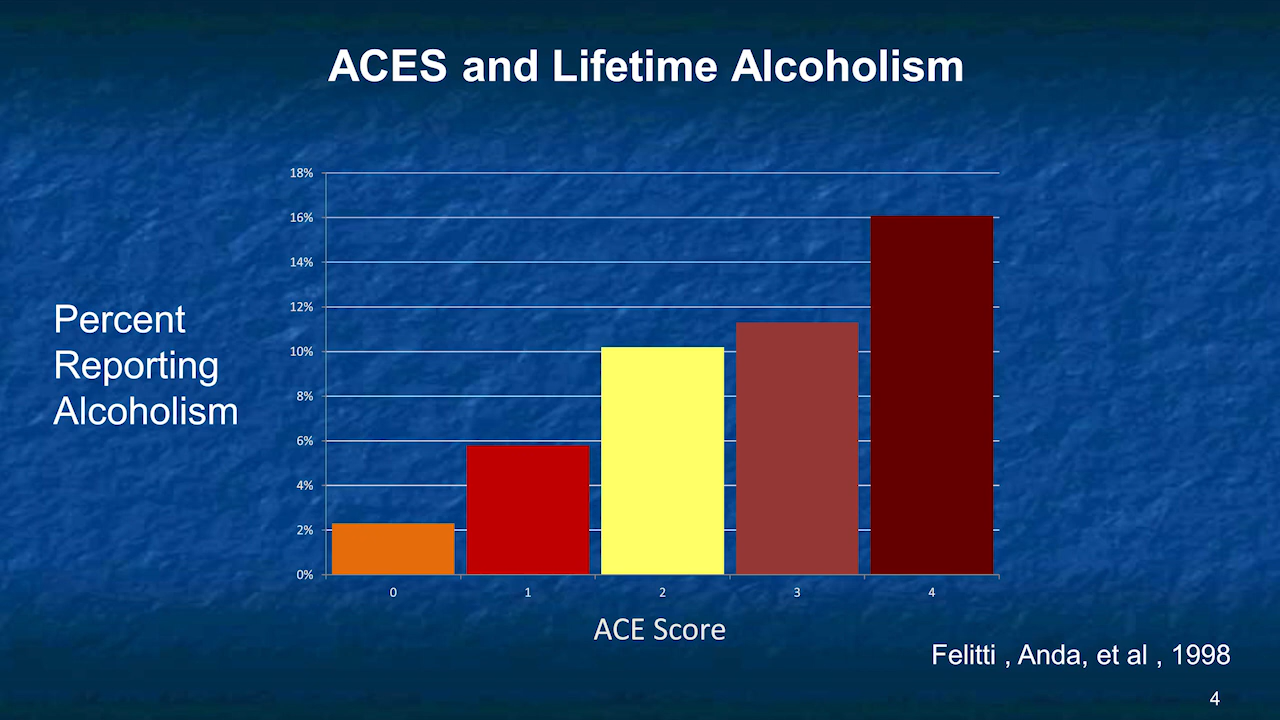 ACES and Lifetime Alcoholism
Percent
Reporting
Alcoholism
18%
16%
14%
12%
10%
8%
6%
4%
2%
0%
0 1 2 3 4
ACE Score
Felitti , Anda, et al , 1998
4